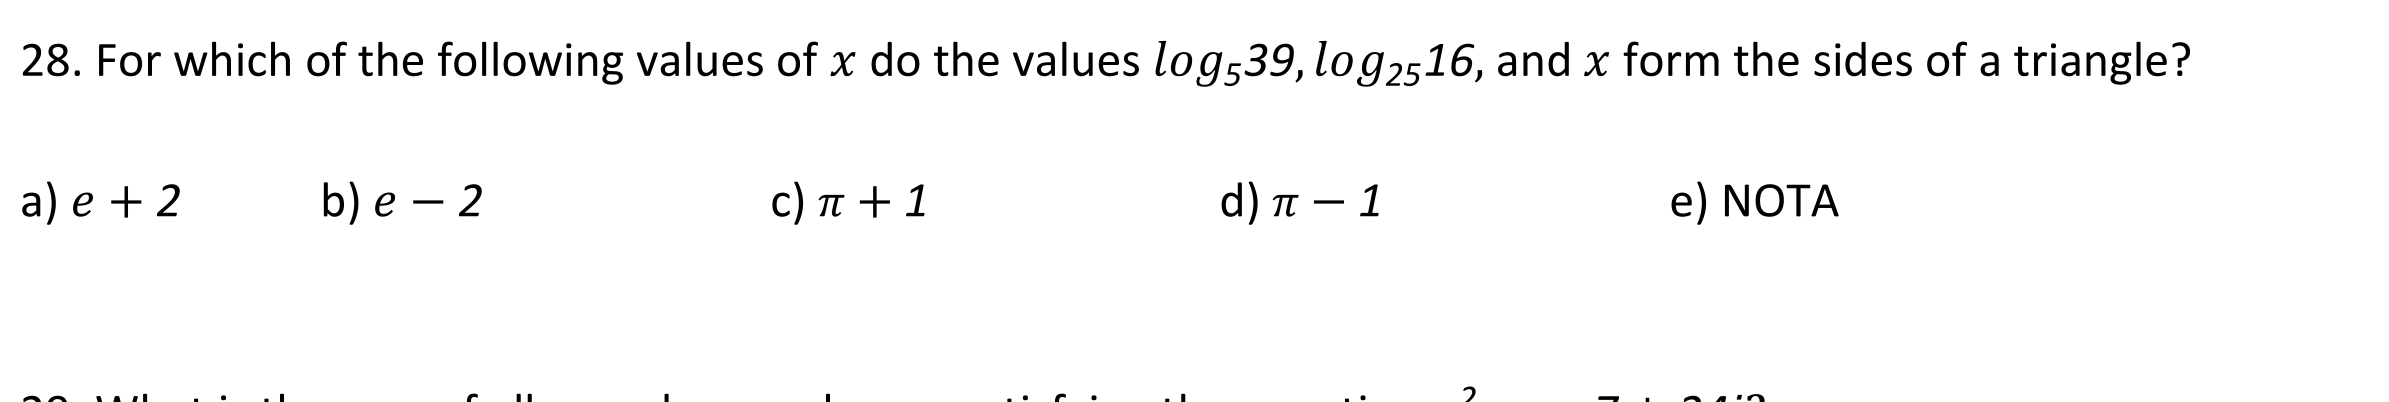 28. For which of the following values of x do the values log₅39, log₂₅16, and x form the sides of a triangle?
a) e + 2 b) e − 2 c) π + 1 d) π − 1 e) NOTA